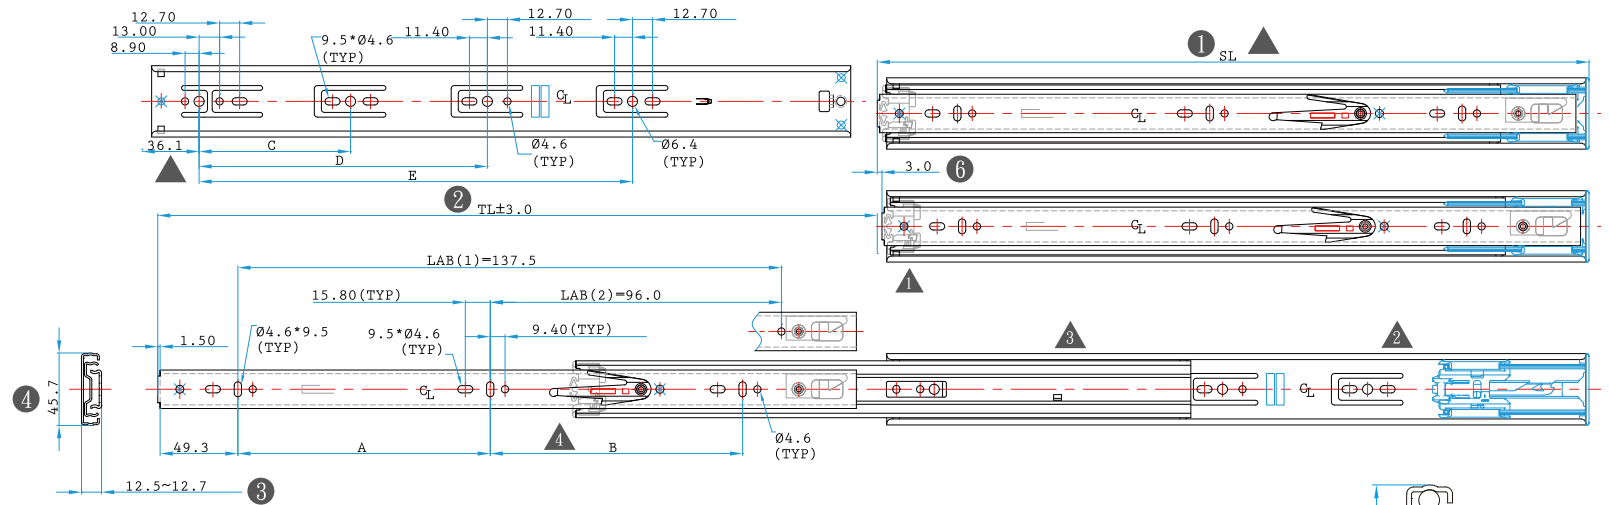 12.70
13.00
8.90
9.5*Ø4.6
(TYP)
11.40
12.70
11.40
12.70
1
SL
CL
CL
36.1
C
D
E
Ø4.6
(TYP)
Ø6.4
(TYP)
3.0
6
2
TL±3.0
CL
1
LAB(1)=137.5
15.80(TYP)
LAB(2)=96.0
1.50
Ø4.6*9.5
(TYP)
9.5*Ø4.6
(TYP)
9.40(TYP)
3
2
4
45.7
CL
CL
4
49.3
A
B
Ø4.6
(TYP)
12.5~12.7
3